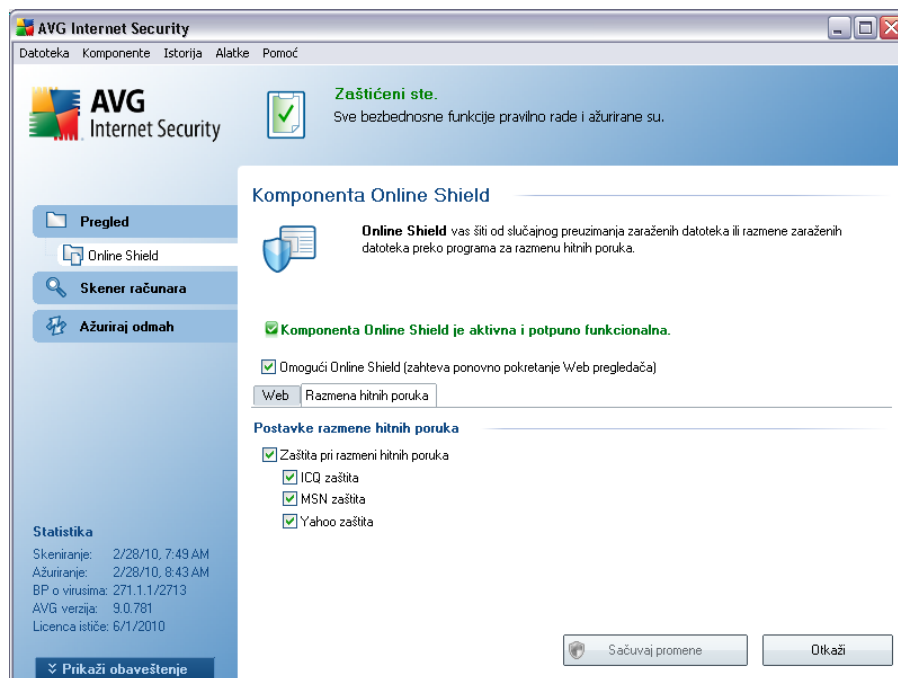 AVG Internet Security
Datoteka Komponente Istorija Alatke Pomoć
AVG
Internet Security
Zaštićeni ste.
Sve bezbednosne funkcije pravilno rade i ažurirane su.
Pregled
Online Shield
Skener računara
Ažuriraj odmah
Komponenta Online Shield
Online Shield vas šiti od slučajnog preuzimanja zaraženih datoteka ili razmene zaraženih
datoteka preko programa za razmenu hitnih poruka.
Komponenta Online Shield je aktivna i potpuno funkcionalna.
Omogući Online Shield (zahteva ponovno pokretanje Web pregledača)
Web Razmena hitnih poruka
Postavke razmene hitnih poruka
Zaštita pri razmeni hitnih poruka
ICQ zaštita
MSN zaštita
Yahoo zaštita
Statistika
Skeniranje: 2/28/10, 7:49 AM
Ažuriranje: 2/28/10, 8:43 AM
BP o virusima: 271.1.1/2713
AVG verzija: 9.0.781
Licenca ističe: 6/1/2010
Prikaži obaveštenje
Sačuvaj promene
Otkaži